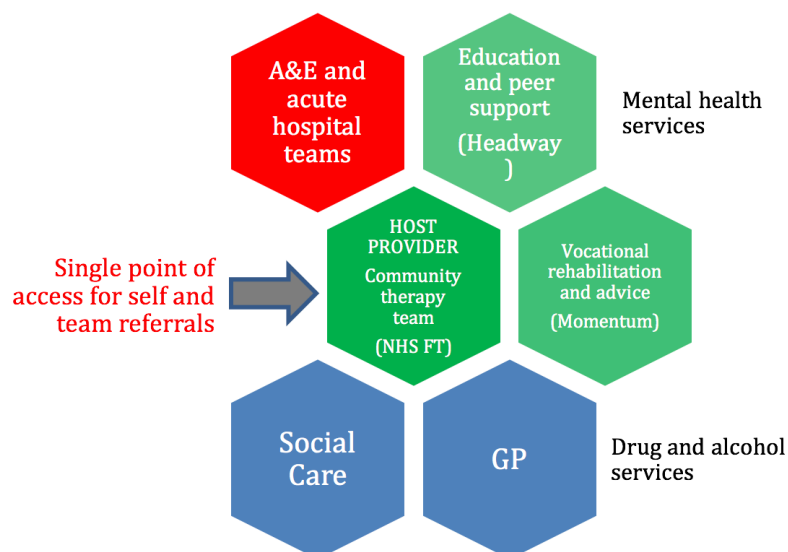 A&E and
acute
hospital
teams
Education
and peer
support
(Headway
)
Mental health
services
Single point of
access for self and
team referrals
HOST
PROVIDER
Community
therapy
team
(NHS FT)
Vocational
rehabilitation
and advice
(Momentum)
Social
Care
GP
Drug and alcohol
services